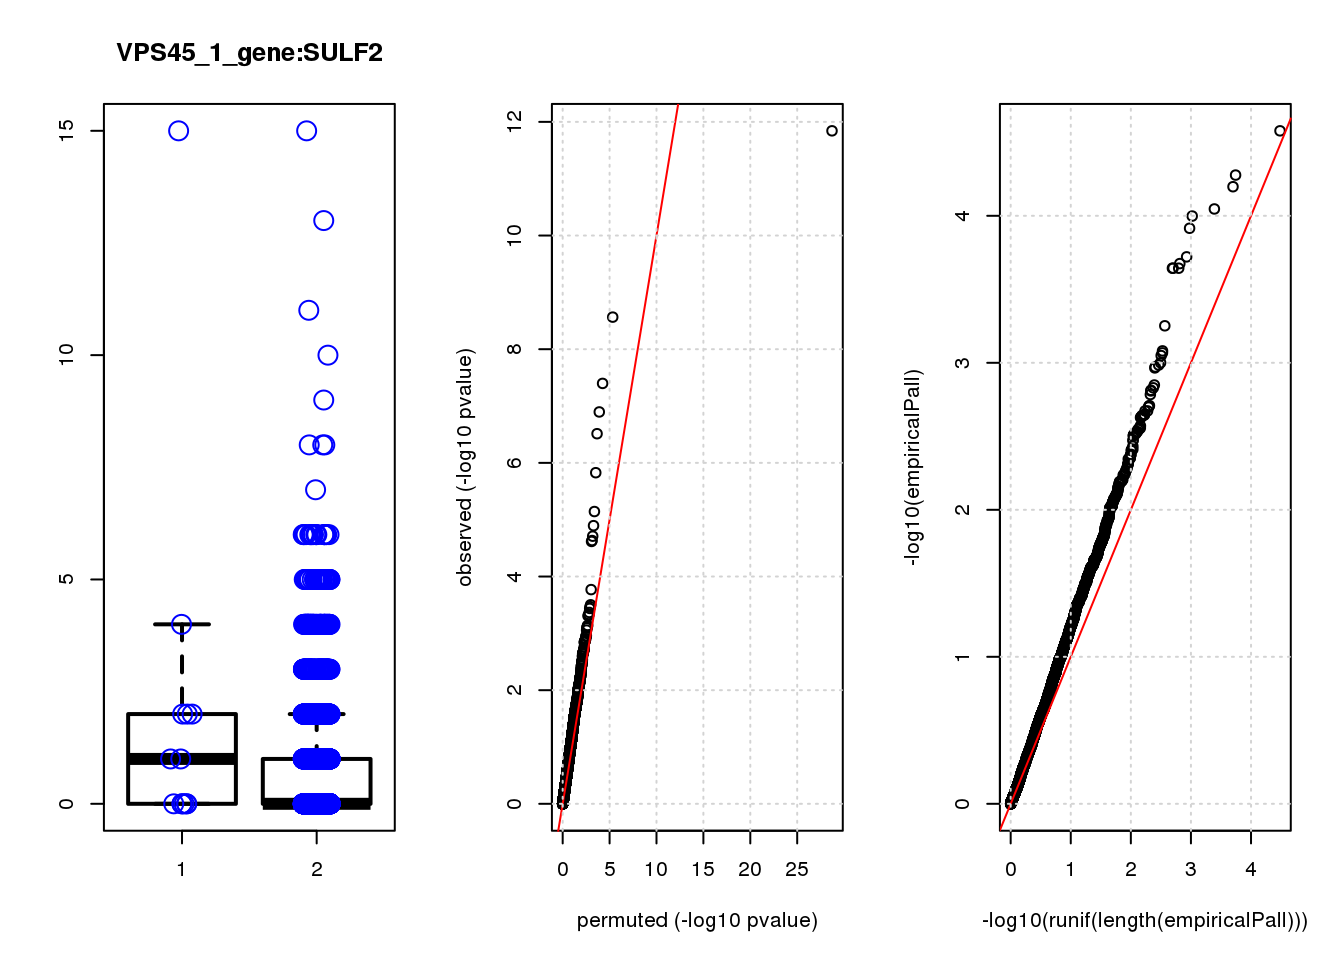 VPS45_1_gene:SULF2
15
10
5
0
1 2
observed (-log10 pvalue)
12
10
8
6
4
2
0
0 5 10 15 20 25
permuted (-log10 pvalue)
-log10(empiricalPall)
4
3
2
1
0
0 1 2 3 4
-log10(runif(length(empiricalPall)))